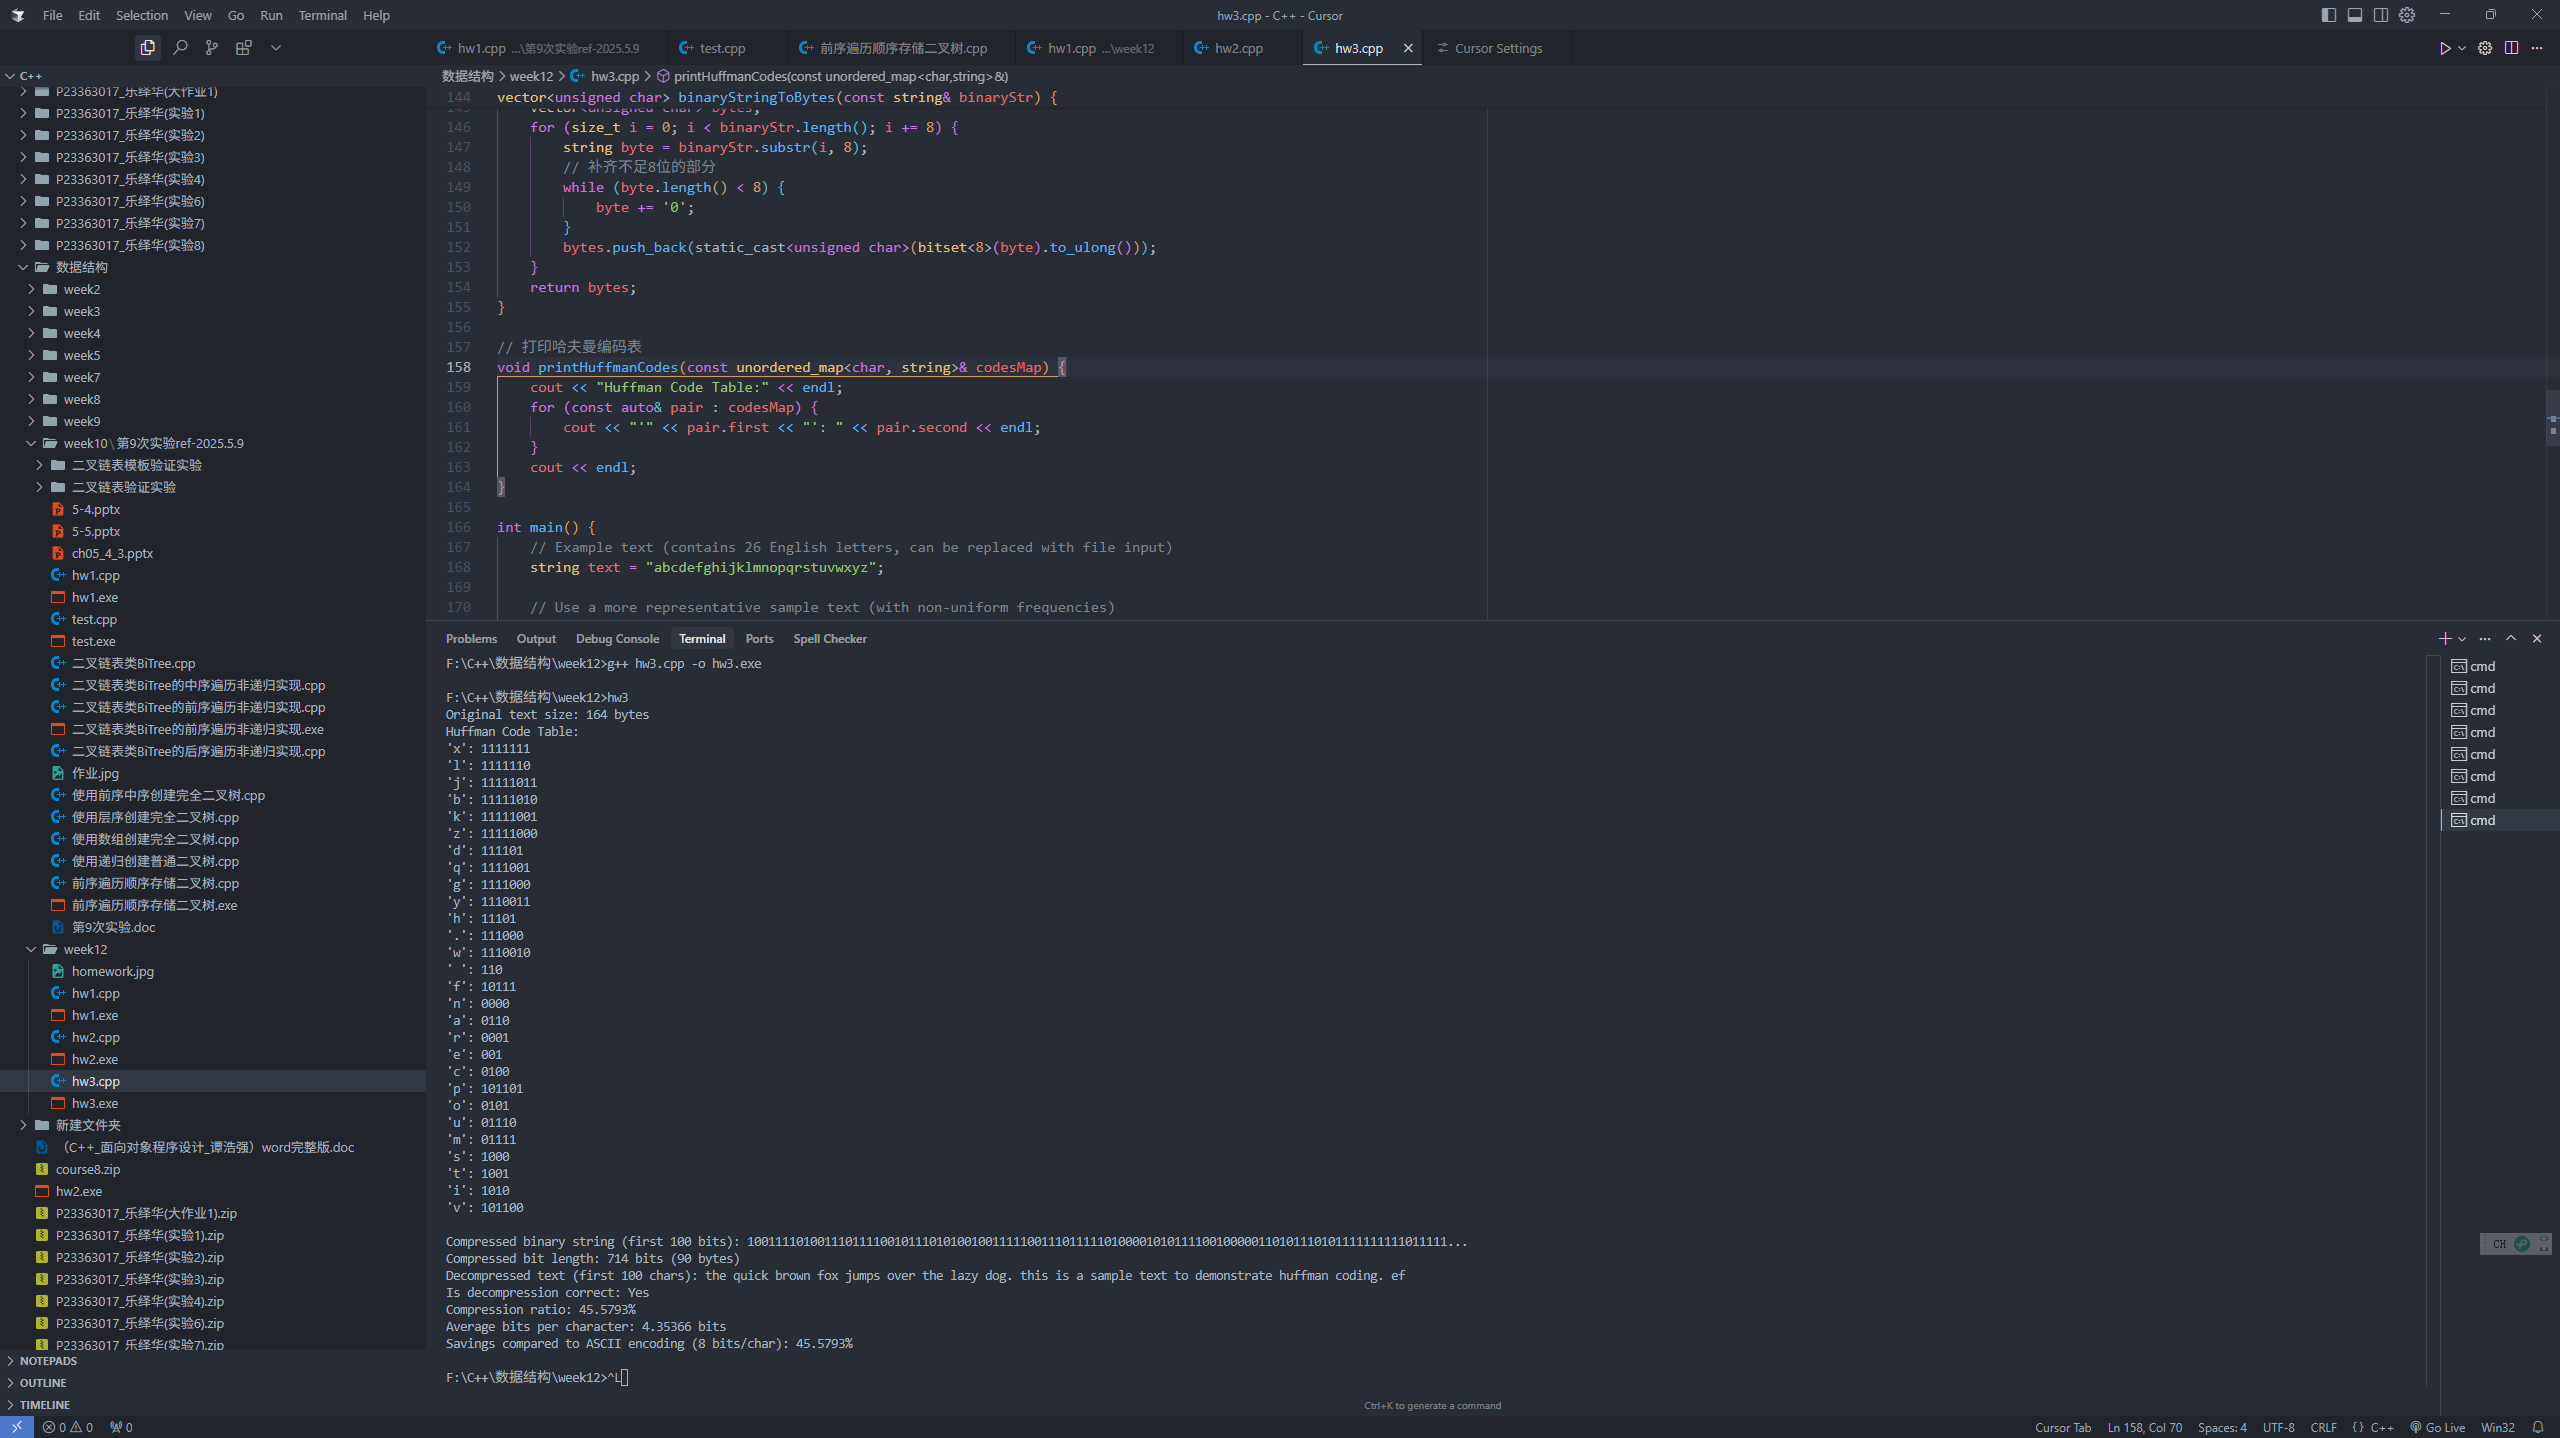 File Edit Selection View Go Run Terminal Help
hw3.cpp - C++ - Cursor
hw1.cpp ...\第9次实验ref-2025.5.9
test.cpp
前序遍历顺序存储二叉树.cpp
hw1.cpp ...\week12
hw2.cpp
hw3.cpp
Cursor Settings
C++
P23363017_乐绎华(大作业1)
P23363017_乐绎华(实验1)
P23363017_乐绎华(实验2)
P23363017_乐绎华(实验3)
P23363017_乐绎华(实验4)
P23363017_乐绎华(实验6)
P23363017_乐绎华(实验7)
P23363017_乐绎华(实验8)
数据结构
week2
week3
week4
week5
week7
week8
week9
week10 \ 第9次实验ref-2025.5.9
二叉链表模板验证实验
二叉链表验证实验
5-4.pptx
5-5.pptx
ch05_4_3.pptx
hw1.cpp
hw1.exe
test.cpp
test.exe
二叉链表类BiTree.cpp
二叉链表类BiTree的中序遍历非递归实现.cpp
二叉链表类BiTree的前序遍历非递归实现.cpp
二叉链表类BiTree的前序遍历非递归实现.exe
二叉链表类BiTree的后序遍历非递归实现.cpp
作业.jpg
使用前序中序创建完全二叉树.cpp
使用层序创建完全二叉树.cpp
使用数组创建完全二叉树.cpp
使用递归创建普通二叉树.cpp
前序遍历顺序存储二叉树.cpp
前序遍历顺序存储二叉树.exe
第9次实验.doc
week12
homework.jpg
hw1.cpp
hw1.exe
hw2.cpp
hw2.exe
hw3.cpp
hw3.exe
新建文件夹
（C++_面向对象程序设计_谭浩强）word完整版.doc
course8.zip
hw2.exe
P23363017_乐绎华(大作业1).zip
P23363017_乐绎华(实验1).zip
P23363017_乐绎华(实验2).zip
P23363017_乐绎华(实验3).zip
P23363017_乐绎华(实验4).zip
P23363017_乐绎华(实验6).zip
P23363017_乐绎华(实验7).zip
NOTEPADS
OUTLINE
TIMELINE
数据结构 > week12 > hw3.cpp > printHuffmanCodes(const unordered_map<char,string>&)
144 vector<unsigned char> binaryStringToBytes(const string& binaryStr) {
145 vector<unsigned char> bytes;
146 for (size_t i = 0; i < binaryStr.length(); i += 8) {
147 string byte = binaryStr.substr(i, 8);
148 // 补齐不足8位的部分
149 while (byte.length() < 8) {
150 byte += '0';
151 }
152 bytes.push_back(static_cast<unsigned char>(bitset<8>(byte).to_ulong()));
153 }
154 return bytes;
155 }
156
157 // 打印哈夫曼编码表
158 void printHuffmanCodes(const unordered_map<char, string>& codesMap) {
159 cout << "Huffman Code Table:" << endl;
160 for (const auto& pair : codesMap) {
161 cout << "'" << pair.first << "': " << pair.second << endl;
162 }
163 cout << endl;
164 }
165
166 int main() {
167 // Example text (contains 26 English letters, can be replaced with file input)
168 string text = "abcdefghijklmnopqrstuvwxyz";
169
170 // Use a more representative sample text (with non-uniform frequencies)
Problems Output Debug Console Terminal Ports Spell Checker
F:\C++\数据结构\week12>g++ hw3.cpp -o hw3.exe
F:\C++\数据结构\week12>hw3
Original text size: 164 bytes
Huffman Code Table:
'x': 1111111
'l': 1111110
'j': 11111011
'b': 11111010
'k': 11111001
'z': 11111000
'd': 111101
'q': 1111001
'g': 1111000
'y': 1110011
'h': 11101
'.': 111000
'w': 1110010
' ': 110
'f': 10111
'n': 0000
'a': 0110
'r': 0001
'e': 001
'c': 0100
'p': 101101
'o': 0101
'u': 01110
'm': 01111
's': 1000
't': 1001
'i': 1010
'v': 101100
Compressed binary string (first 100 bits): 1001111010011101111100101110101001001111110011101111101000010101111001000001101011101011111111111011111...
Compressed bit length: 714 bits (90 bytes)
Decompressed text (first 100 chars): the quick brown fox jumps over the lazy dog. this is a sample text to demonstrate huffman coding. ef
Is decompression correct: Yes
Compression ratio: 45.5793%
Average bits per character: 4.35366 bits
Savings compared to ASCII encoding (8 bits/char): 45.5793%
F:\C++\数据结构\week12>^L
Ctrl+K to generate a command
cmd
cmd
cmd
cmd
cmd
cmd
cmd
cmd
CH
0 0 0
Cursor Tab Ln 158, Col 70 Spaces: 4 UTF-8 CRLF {} C++ Go Live Win32